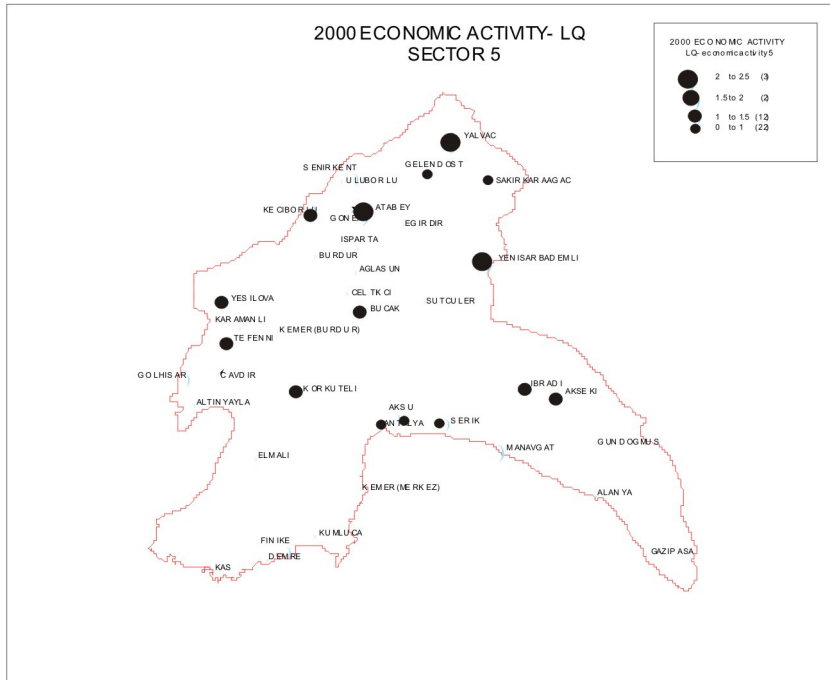 2000 ECONOMIC ACTIVITY- LQ
SECTOR 5
2000 ECONOMIC ACTIVITY
LQ-economicactivity5
2 to 2.5 (3)
1.5 to 2 (2)
1 to 1.5 (12)
0 to 1 (22)
YALVAC
GELENDOST
SENIRKENT
ULUBORLU
SAKIRKARAAGAC
KECIBORLU
ATABEY
GONE
EGIRDIR
ISPARTA
BURDUR
YENISARBADEMLI
AGLASUN
CELTKCI
SUTCULER
YESILOVA
BUCAK
KARAMANLI
KEMER(BURDUR)
TEFENNI
GOLHISAR
CAVDIR
IBRADI
KORKUTELI
AKSEKI
ALTINYAYLA
AKSU
ANTALYA
SERIK
GUNDOGMUS
MANAVGAT
ELMALI
KEMER(MERKEZ)
ALANYA
KUMLUCA
FINIKE
DEMRE
GAZIPASA
KAS